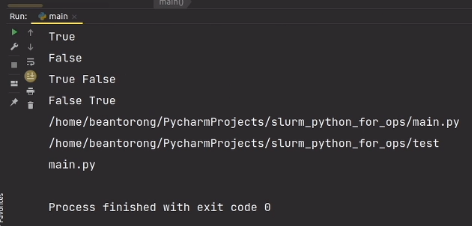 main()
Run: main
True
False
True False
False True
/home/beantorong/PycharmProjects/slurm_python_for_ops/main.py
/home/beantorong/PycharmProjects/slurm_python_for_ops/test
main.py
Process finished with exit code 0
Favorites